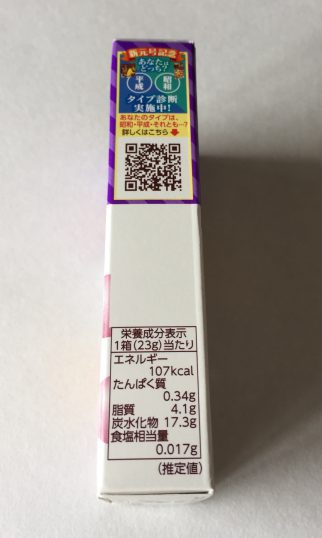 新元号記念
あなたは
どっち?
平成
昭和
タイプ診断
実施中!
あなたのタイプは、
昭和・平成・それとも…?
詳しくはこちら
栄養成分表示
1箱(23g)当たり
エネルギー
107kcal
たんぱく質
0.34g
脂質 4.1g
炭水化物 17.3g
食塩相当量
0.017g
(推定値)